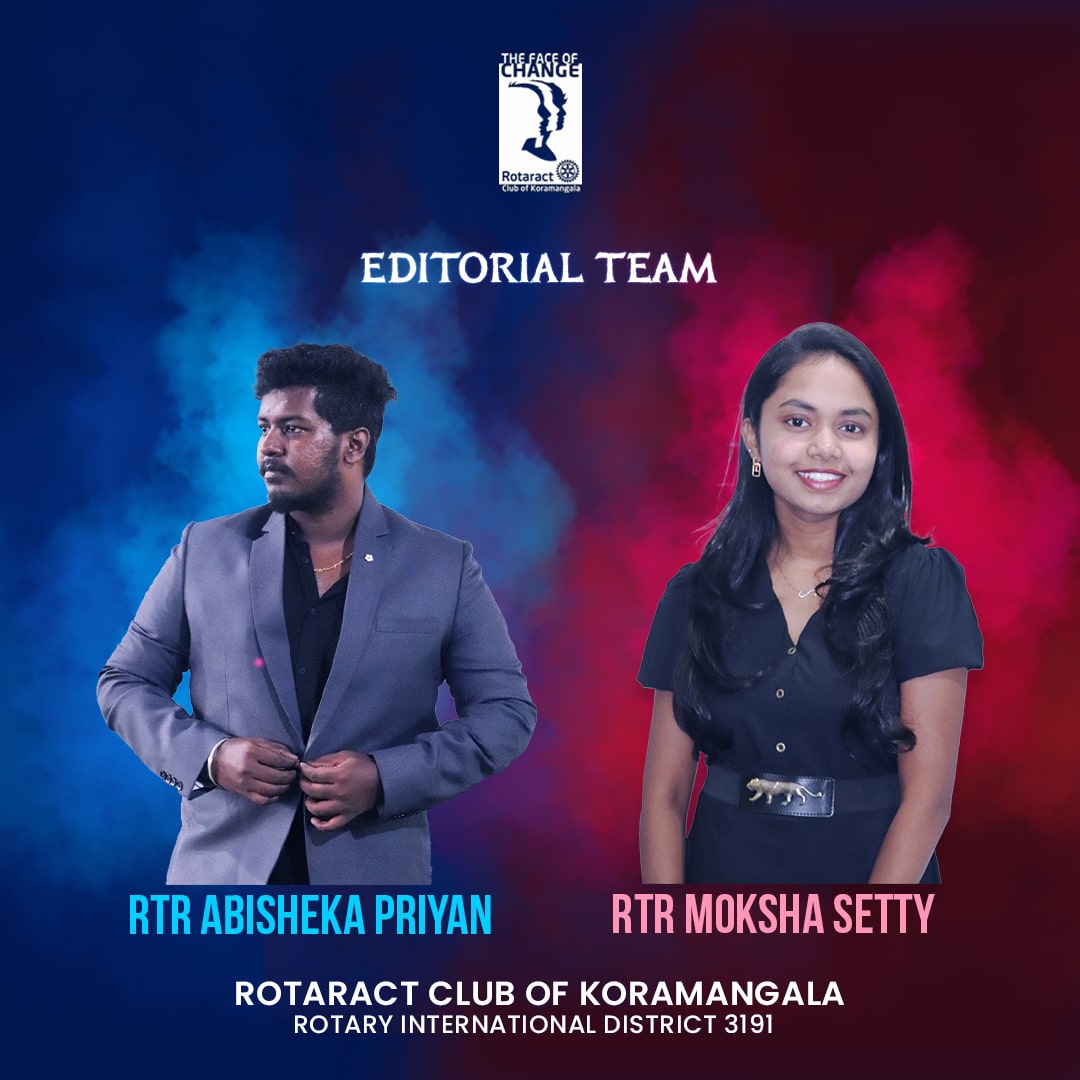 THE FACE OF
CHANGE
Rotaract
Club of Koramangala
EDITORIAL TEAM
RTR ABISHEKA PRIYAN
RTR MOKSHA SETTY
ROTARACT CLUB OF KORAMANGALA
ROTARY INTERNATIONAL DISTRICT 3191